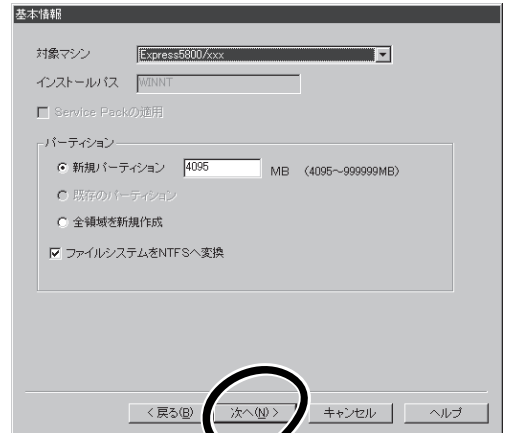 基本情報
対象マシン Express5800/xxx
インストールパス WINNT
Service Packの適用
パーティション
新規パーティション 4095 MB (4095～999999MB)
既存のパーティション
全領域を新規作成
ファイルシステムをNTFSへ変換
< 戻る(B) 次へ(N) > キャンセル ヘルプ